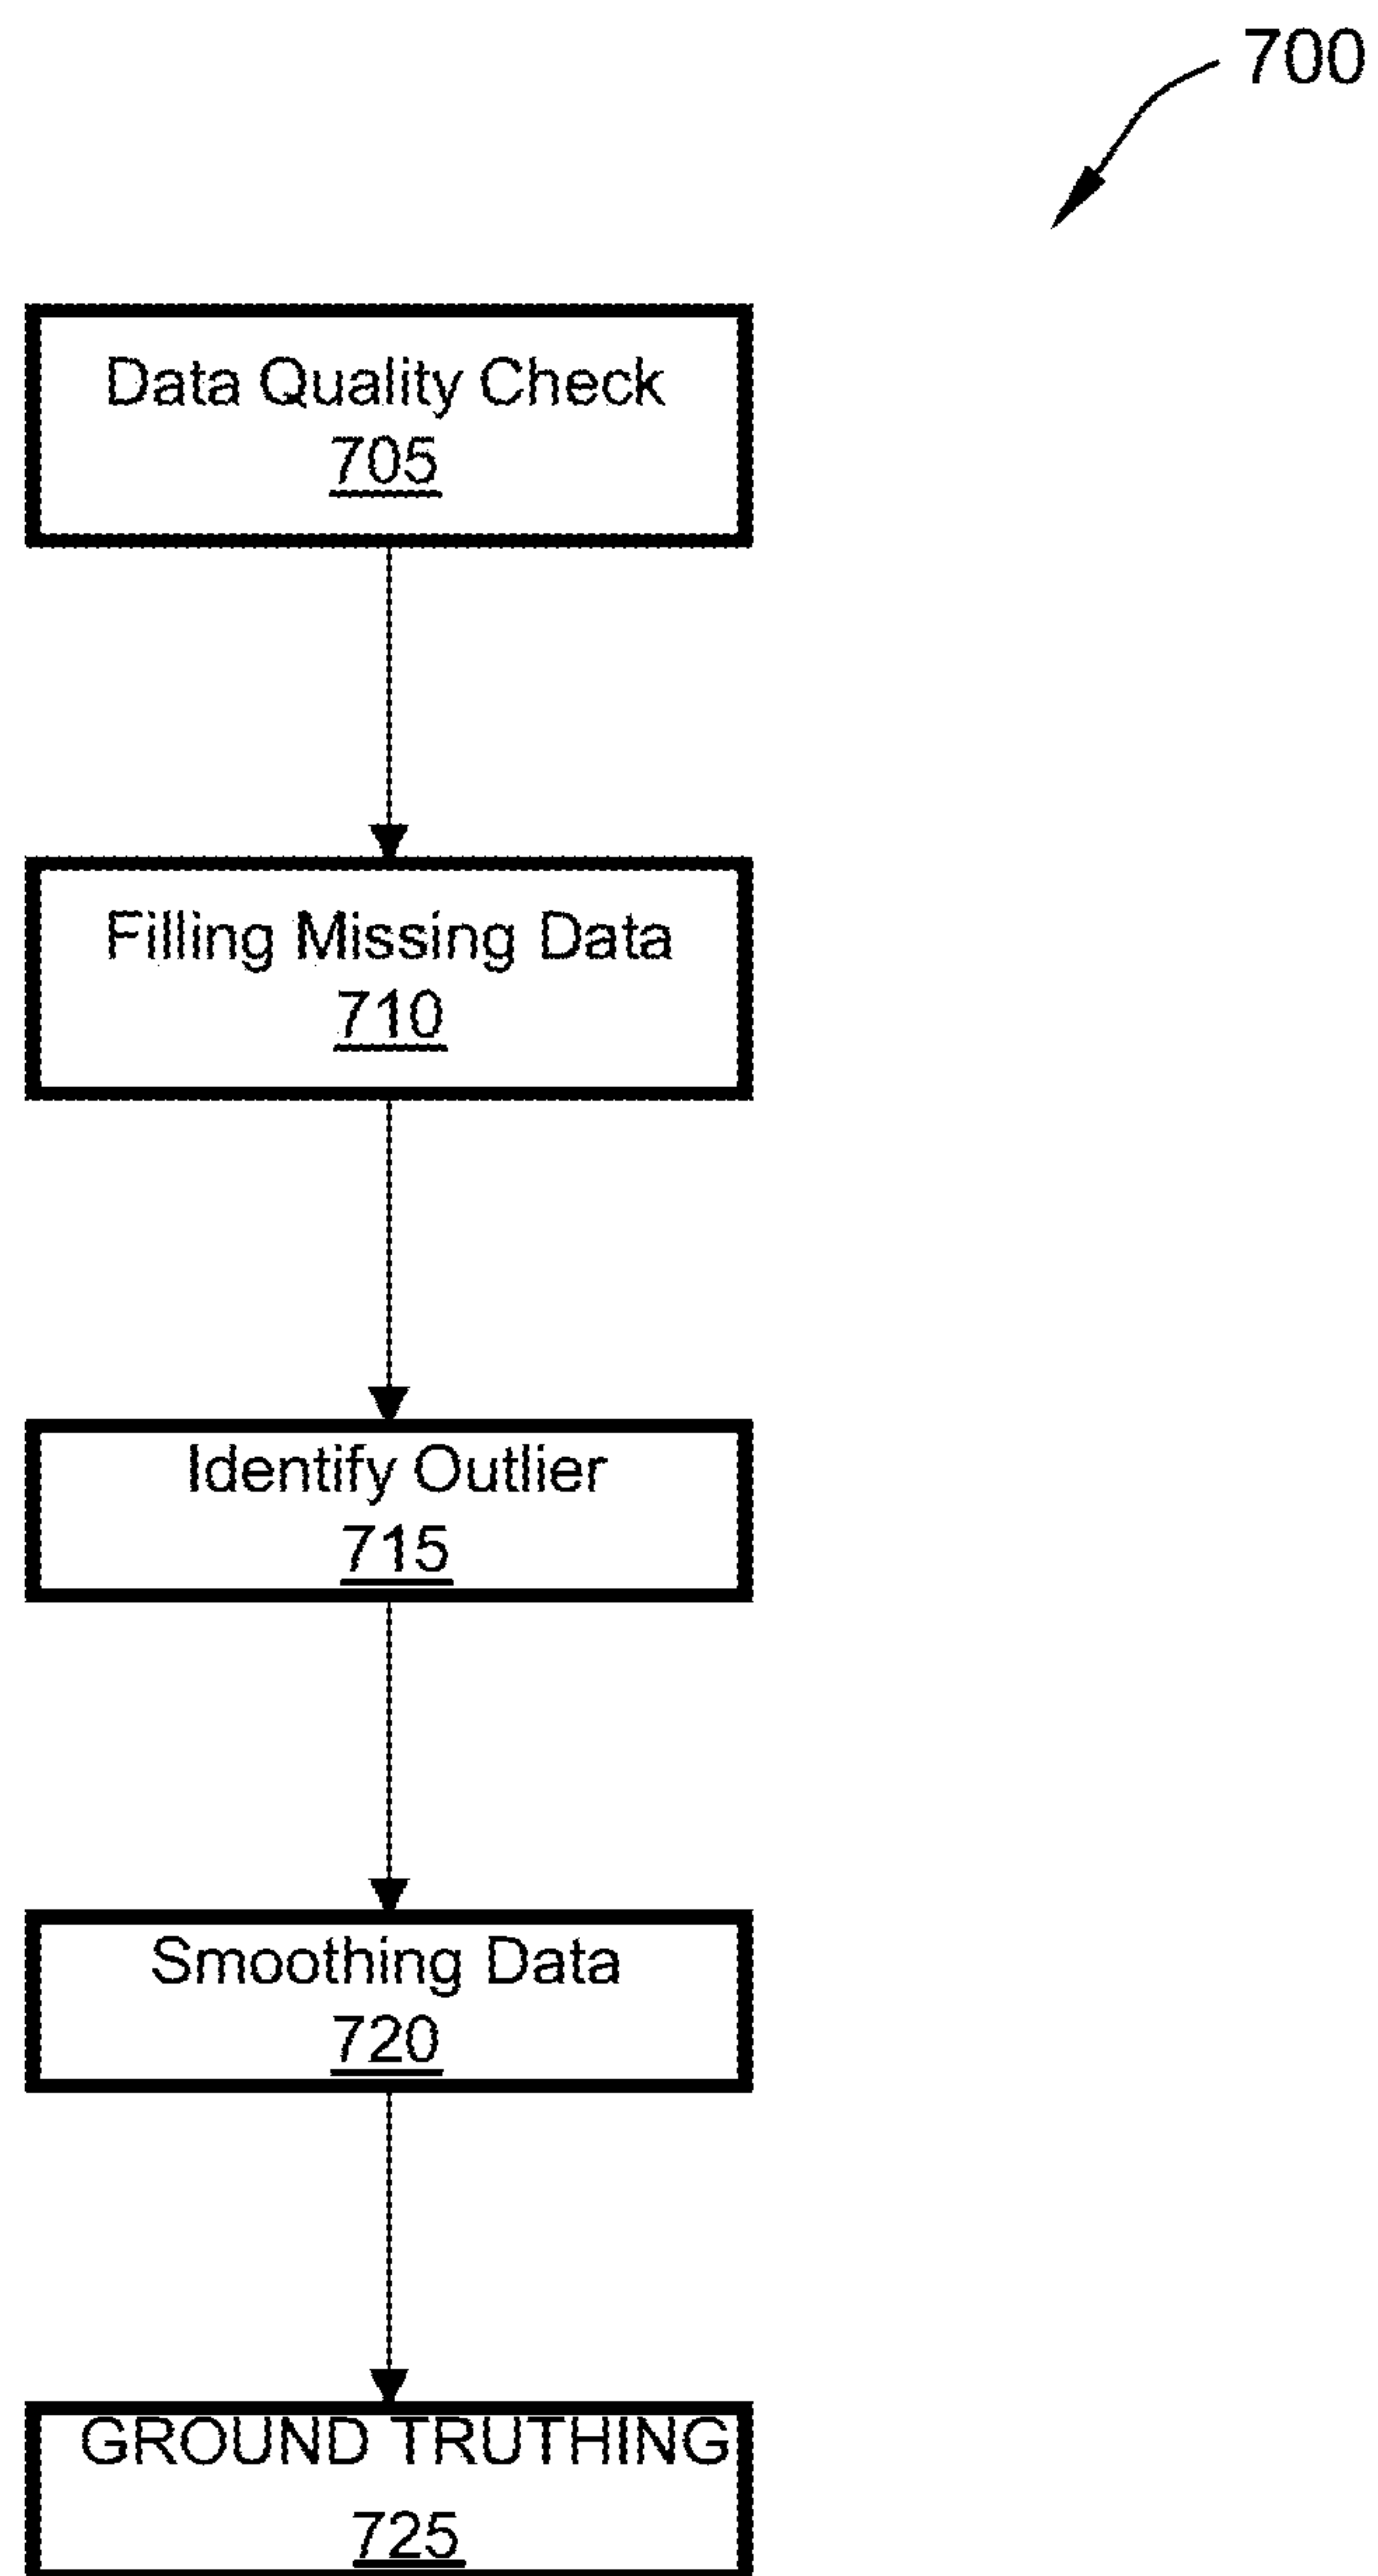 700
Data Quality Check
705
Filling Missing Data
710
Identify Outlier
715
Smoothing Data
720
GROUND TRUTHING
725